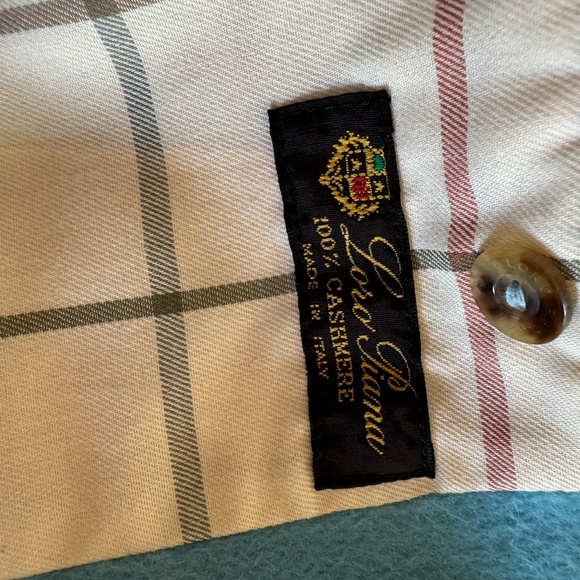 Loro Piana
100% CASHMERE
MADE IN ITALY